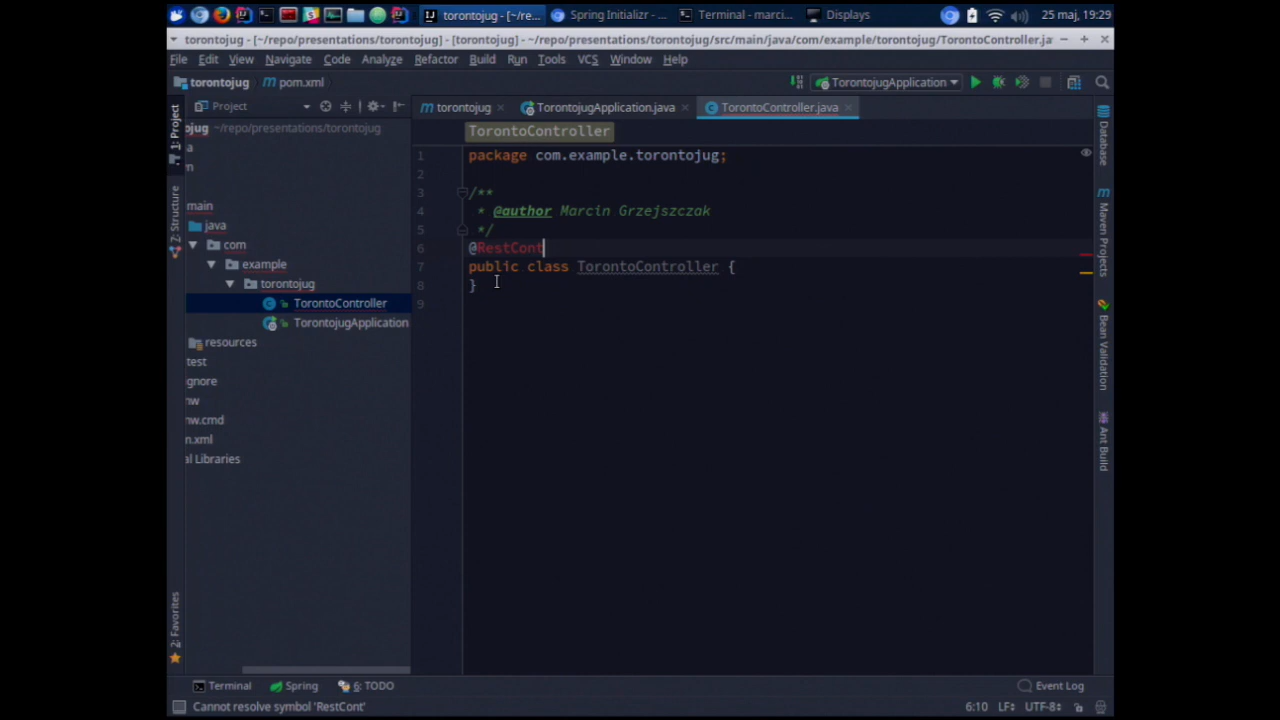 torontojug - [~/re... Spring Initializr - ... Terminal - marci... Displays 25 maj, 19:29
torontojug - [~/repo/presentations/torontojug] - [torontojug] - ~/repo/presentations/torontojug/src/main/java/com/example/torontojug/TorontoController.ja
File Edit View Navigate Code Analyze Refactor Build Run Tools VCS Window Help
torontojug pom.xml TorontojugApplication
Project torontojug TorontojugApplication.java TorontoController.java
jug ~/repo/presentations/torontojug
a
n
main
java
com
example
torontojug
TorontoController
TorontojugApplication
resources
test
gnore
nw
nw.cmd
n.xml
al Libraries
1: Project
Z: Structure
2: Favorites
TorontoController
1 package com.example.torontojug;
2
3 /**
4 * @author Marcin Grzejszczak
5 */
6 @RestCont
7 public class TorontoController {
8 }
9
Database
Maven Projects
Bean Validation
Ant Build
Terminal Spring 6: TODO Event Log
Cannot resolve symbol 'RestCont' 6:10 LF UTF-8